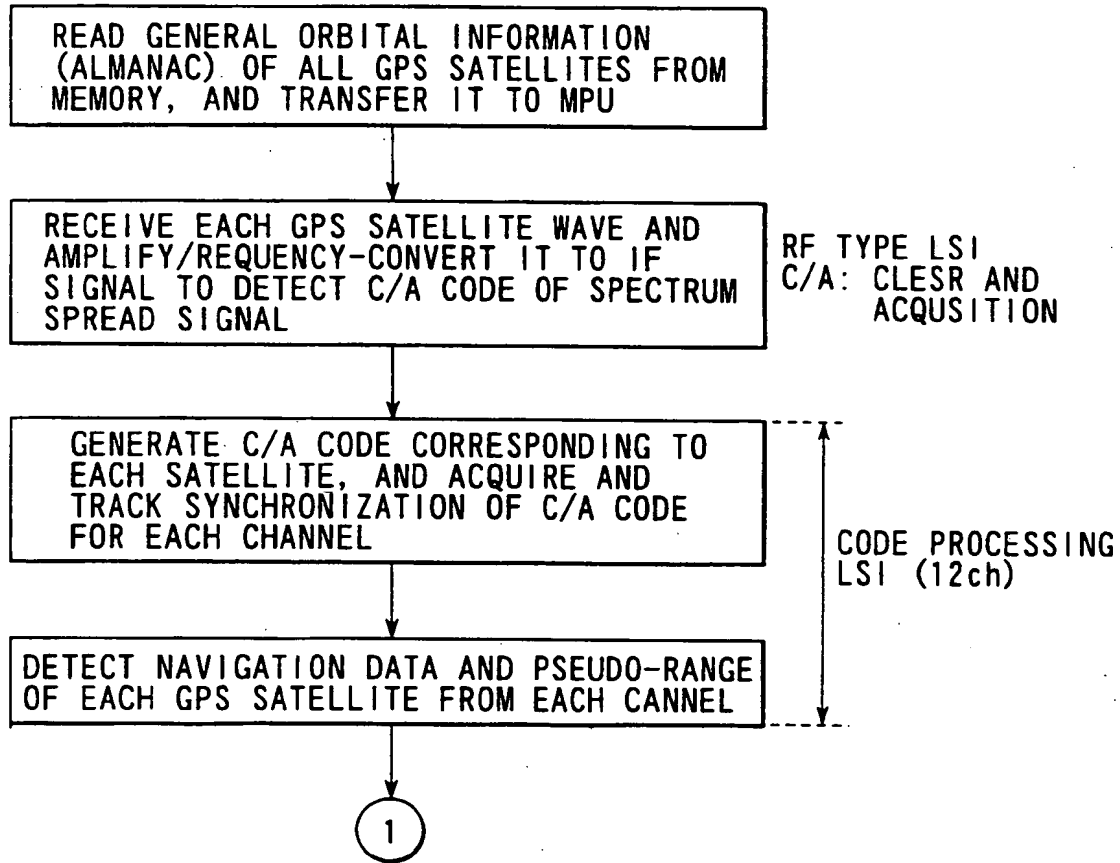 READ GENERAL ORBITAL INFORMATION
(ALMANAC) OF ALL GPS SATELLITES FROM
MEMORY, AND TRANSFER IT TO MPU
RECEIVE EACH GPS SATELLITE WAVE AND
AMPLIFY/REQUENCY-CONVERT IT TO IF
SIGNAL TO DETECT C/A CODE OF SPECTRUM
SPREAD SIGNAL
RF TYPE LSI
C/A: CLESR AND
ACQUSITION
GENERATE C/A CODE CORRESPONDING TO
EACH SATELLITE, AND ACQUIRE AND
TRACK SYNCHRONIZATION OF C/A CODE
FOR EACH CHANNEL
CODE PROCESSING
LSI (12ch)
DETECT NAVIGATION DATA AND PSEUDO-RANGE
OF EACH GPS SATELLITE FROM EACH CANNEL
1